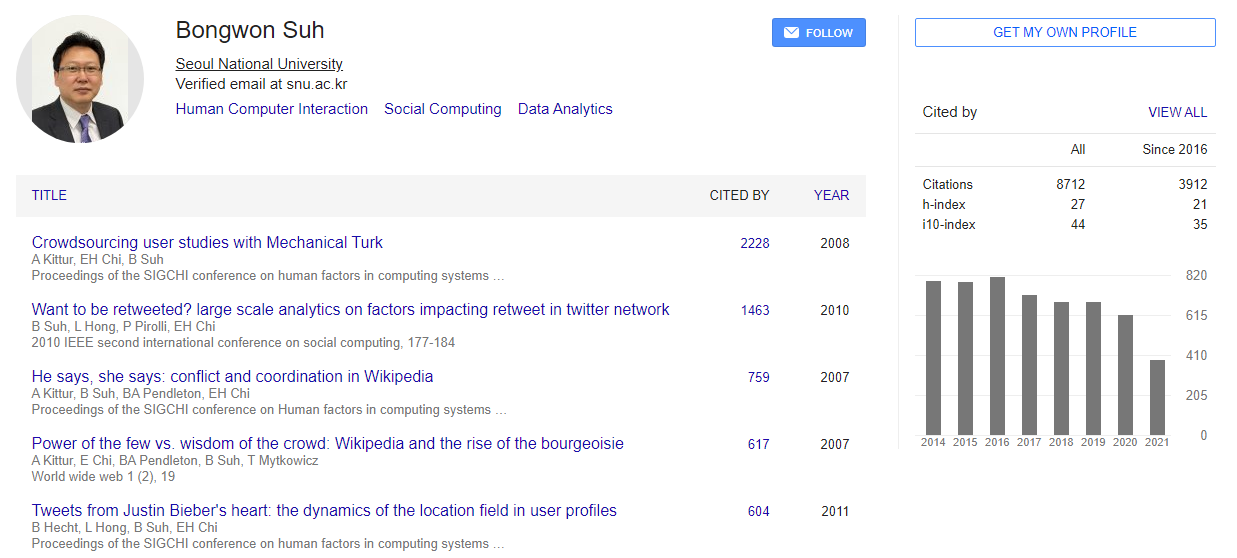 Bongwon Suh
FOLLOW
Seoul National University
Verified email at snu.ac.kr
Human Computer Interaction Social Computing Data Analytics
TITLE CITED BY YEAR
Crowdsourcing user studies with Mechanical Turk 2228 2008
A Kittur, EH Chi, B Suh
Proceedings of the SIGCHI conference on human factors in computing systems …
Want to be retweeted? large scale analytics on factors impacting retweet in twitter network 1463 2010
B Suh, L Hong, P Pirolli, EH Chi
2010 IEEE second international conference on social computing, 177-184
He says, she says: conflict and coordination in Wikipedia 759 2007
A Kittur, B Suh, BA Pendleton, EH Chi
Proceedings of the SIGCHI conference on Human factors in computing systems …
Power of the few vs. wisdom of the crowd: Wikipedia and the rise of the bourgeoisie 617 2007
A Kittur, E Chi, BA Pendleton, B Suh, T Mytkowicz
World wide web 1 (2), 19
Tweets from Justin Bieber's heart: the dynamics of the location field in user profiles 604 2011
B Hecht, L Hong, B Suh, EH Chi
Proceedings of the SIGCHI conference on human factors in computing systems …
GET MY OWN PROFILE
Cited by VIEW ALL
All Since 2016
Citations 8712 3912
h-index 27 21
i10-index 44 35
820
615
410
205
0
2014 2015 2016 2017 2018 2019 2020 2021